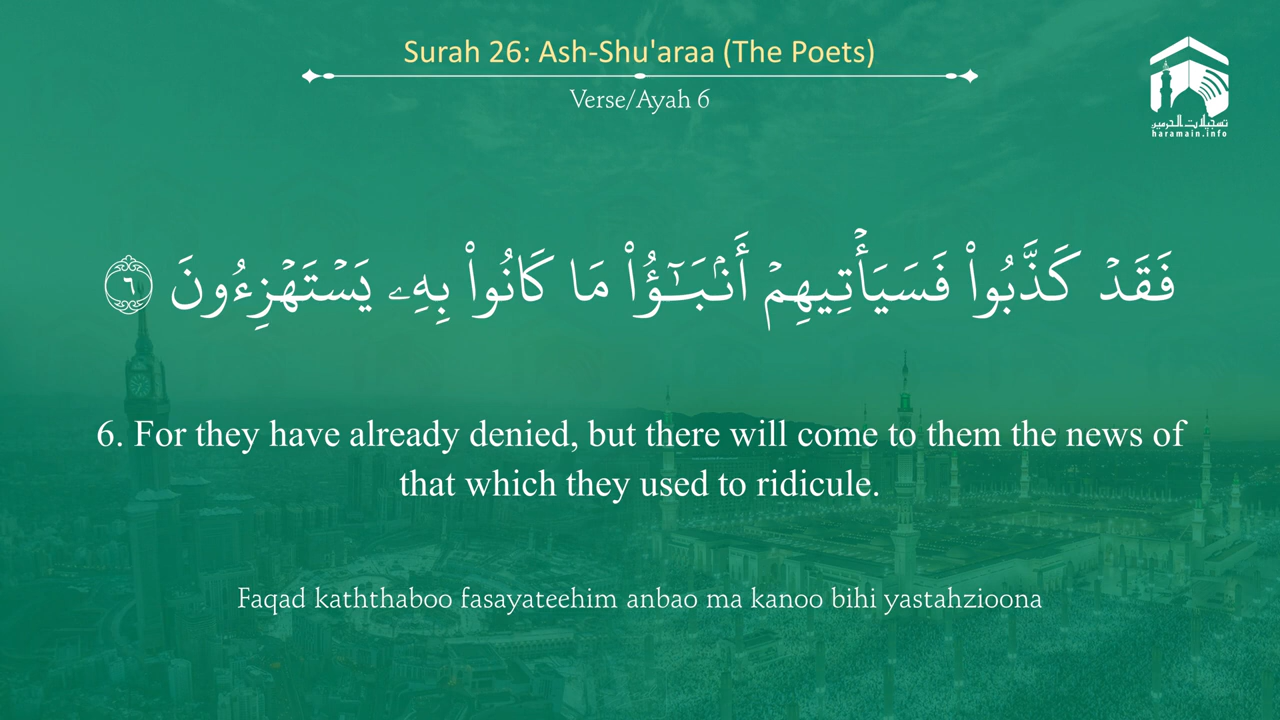 Surah 26: Ash-Shu'araa (The Poets)
Verse/Ayah 6
تسجيلات الحرمين
haramain.info
فَقَدۡ كَذَّبُواْ فَسَيَأۡتِيهِمۡ أَنۢبَـٰٓؤُاْ مَا كَانُواْ بِهِۦ يَسۡتَهۡزِءُونَ ٦
6. For they have already denied, but there will come to them the news of
that which they used to ridicule.
Faqad kaththaboo fasayateehim anbao ma kanoo bihi yastahzioona